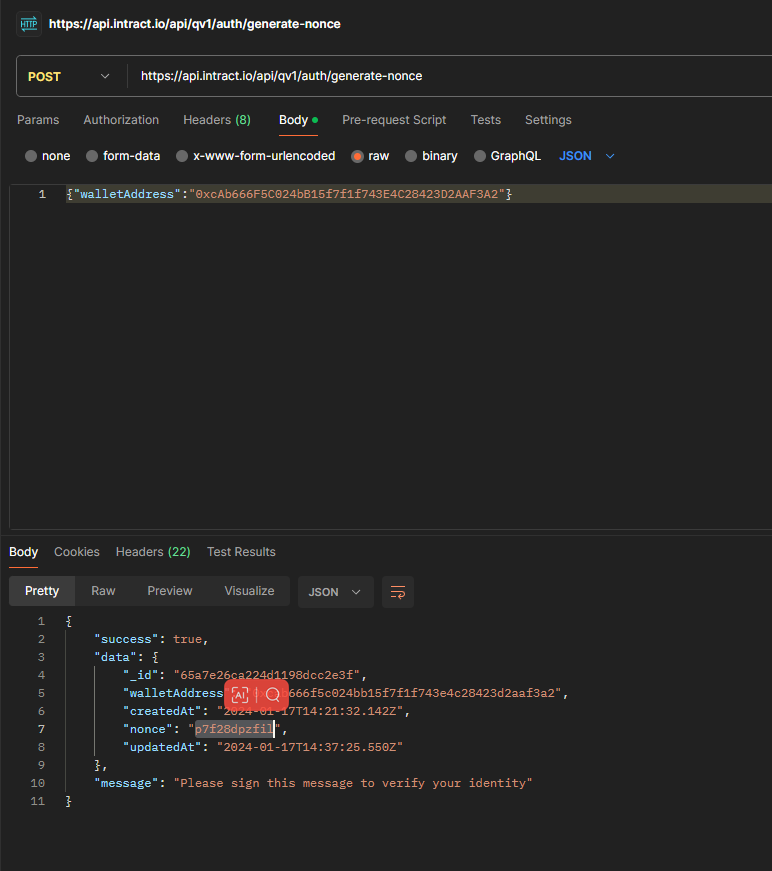 HTTP https://api.intract.io/api/qv1/auth/generate-nonce
POST https://api.intract.io/api/qv1/auth/generate-nonce
Params Authorization Headers (8) Body Pre-request Script Tests Settings
none form-data x-www-form-urlencoded raw binary GraphQL JSON
1 {"walletAddress":"0xcAb666F5C024bB15f7f1f743E4C28423D2AAF3A2"}
Body Cookies Headers (22) Test Results
Pretty Raw Preview Visualize JSON
1 {
2 "success": true,
3 "data": {
4 "_id": "65a7e26ca224d1198dcc2e3f",
5 "walletAddress b666f5c024bb15f7f1f743e4c28423d2aaf3a2",
6 "createdAt": "2024-01-17T14:21:32.142Z",
7 "nonce": "p7f28dpzfil",
8 "updatedAt": "2024-01-17T14:37:25.550Z"
9 },
10 "message": "Please sign this message to verify your identity"
11 }